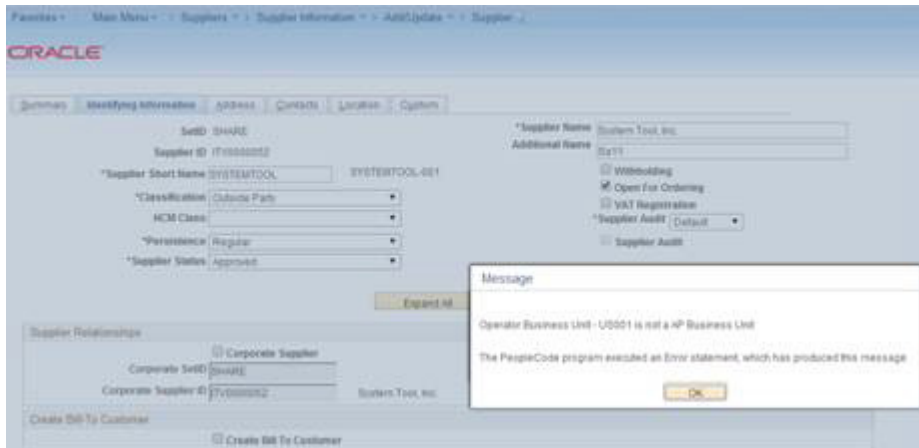 Favorites Main Menu > Suppliers > Supplier Information > Add/Update > Supplier
ORACLE
Summary Identifying Information Address Contacts Location Custom
SetID SHARE
*Supplier Name System Tool, Inc.
Supplier ID ITV0000052
Additional Name
*Supplier Short Name SYSTEMTOOL SYSTEMTOOL-001
Withholding
*Classification Outside Party
Open For Ordering
HCM Class
VAT Registration
*Supplier Audit Default
*Persistence Regular
Supplier Audit
*Supplier Status Approved
Expand All
Message
Operator Business Unit - US001 is not a AP Business Unit
The PeopleCode program executed an Error statement, which has produced this message
OK
Supplier Relationships
Corporate Supplier
Corporate SetID SHARE
Corporate Supplier ID ITV0000052 System Tool, Inc.
Create Bill-To Customer
Create Bill-To Customer